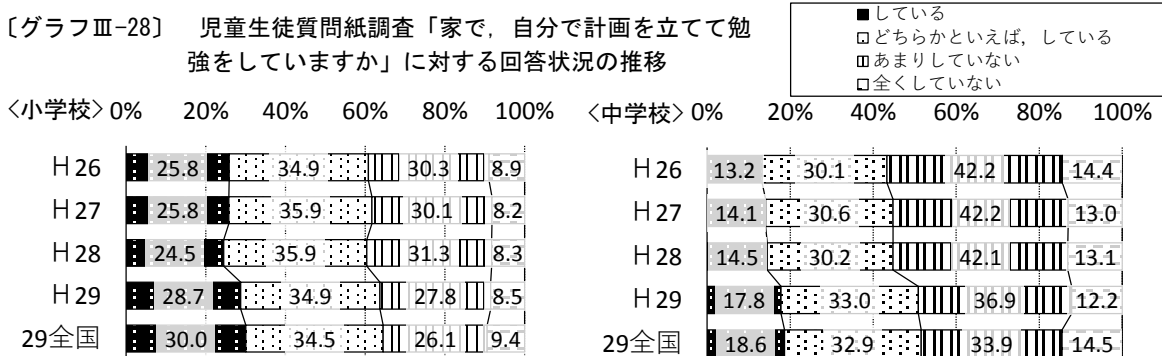 〔グラフⅢ-28〕 児童生徒質問紙調査「家で，自分で計画を立てて勉
強をしていますか」に対する回答状況の推移
■している
□どちらかといえば，している
□あまりしていない
□全くしていない
〈小学校〉 0% 20% 40% 60% 80% 100%
H26 25.8 34.9 30.3 8.9
H27 25.8 35.9 30.1 8.2
H28 24.5 35.9 31.3 8.3
H29 28.7 34.9 27.8 8.5
29全国 30.0 34.5 26.1 9.4
〈中学校〉 0% 20% 40% 60% 80% 100%
H26 13.2 30.1 42.2 14.4
H27 14.1 30.6 42.2 13.0
H28 14.5 30.2 42.1 13.1
H29 17.8 33.0 36.9 12.2
29全国 18.6 32.9 33.9 14.5